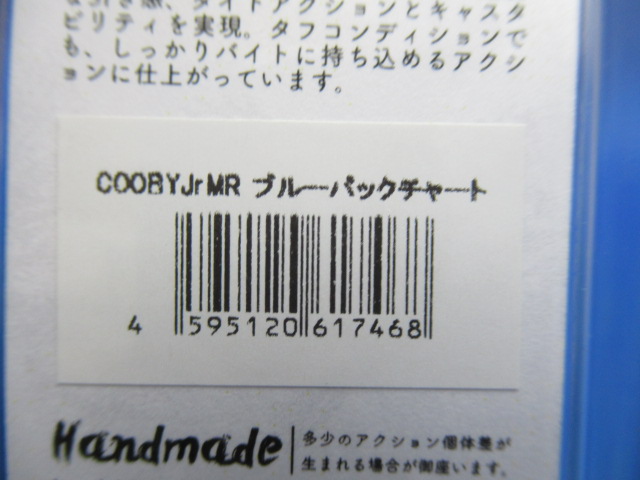 な引き感、タイトアクションとキャスタ
ビリティを実現。タフコンディションで
も、しっかりバイトに持ち込めるアクシ
ョンに仕上がっています。
COOBYJrMR ブルーバックチャート
4 595120 617468
Handmade
多少のアクション個体差が
生まれる場合が御座います。